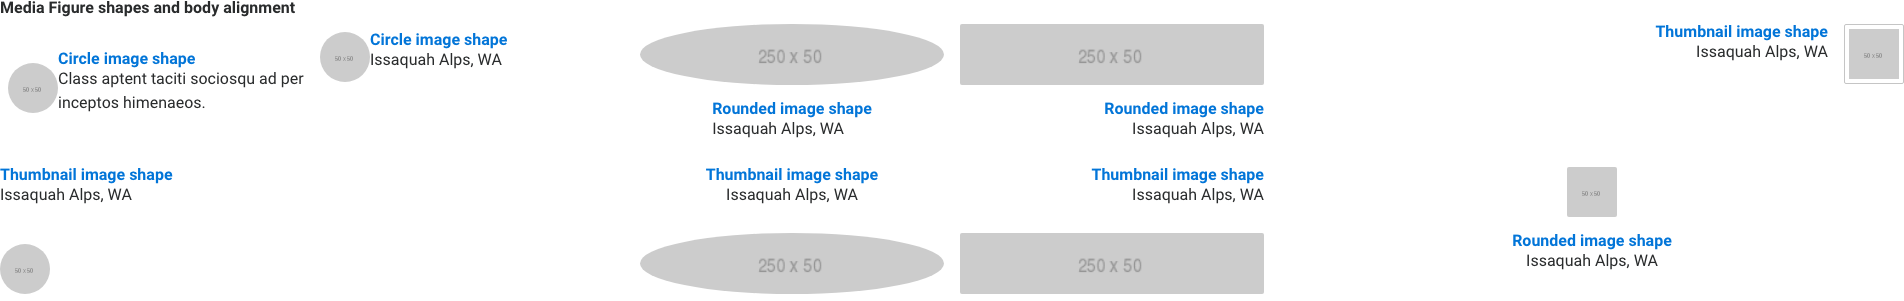 Media Figure shapes and body alignment
50 x 50
Circle image shape
Class aptent taciti sociosqu ad per
inceptos himenaeos.
50 x 50
Circle image shape
Issaquah Alps, WA
250 x 50
Rounded image shape
Issaquah Alps, WA
250 x 50
Rounded image shape
Issaquah Alps, WA
Thumbnail image shape
Issaquah Alps, WA
50 x 50
Thumbnail image shape
Issaquah Alps, WA
50 x 50
Thumbnail image shape
Issaquah Alps, WA
250 x 50
Thumbnail image shape
Issaquah Alps, WA
250 x 50
50 x 50
Rounded image shape
Issaquah Alps, WA